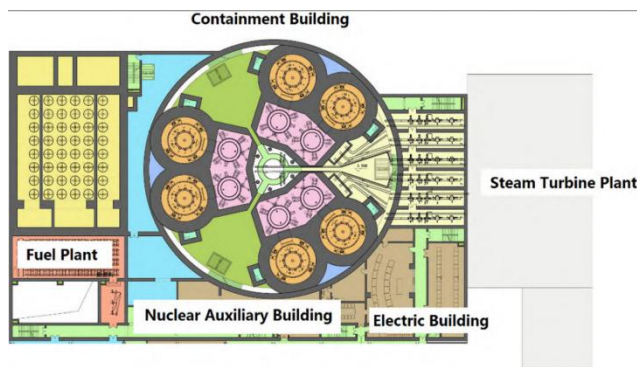 Containment Building
Steam Turbine Plant
Fuel Plant
Nuclear Auxiliary Building
Electric Building